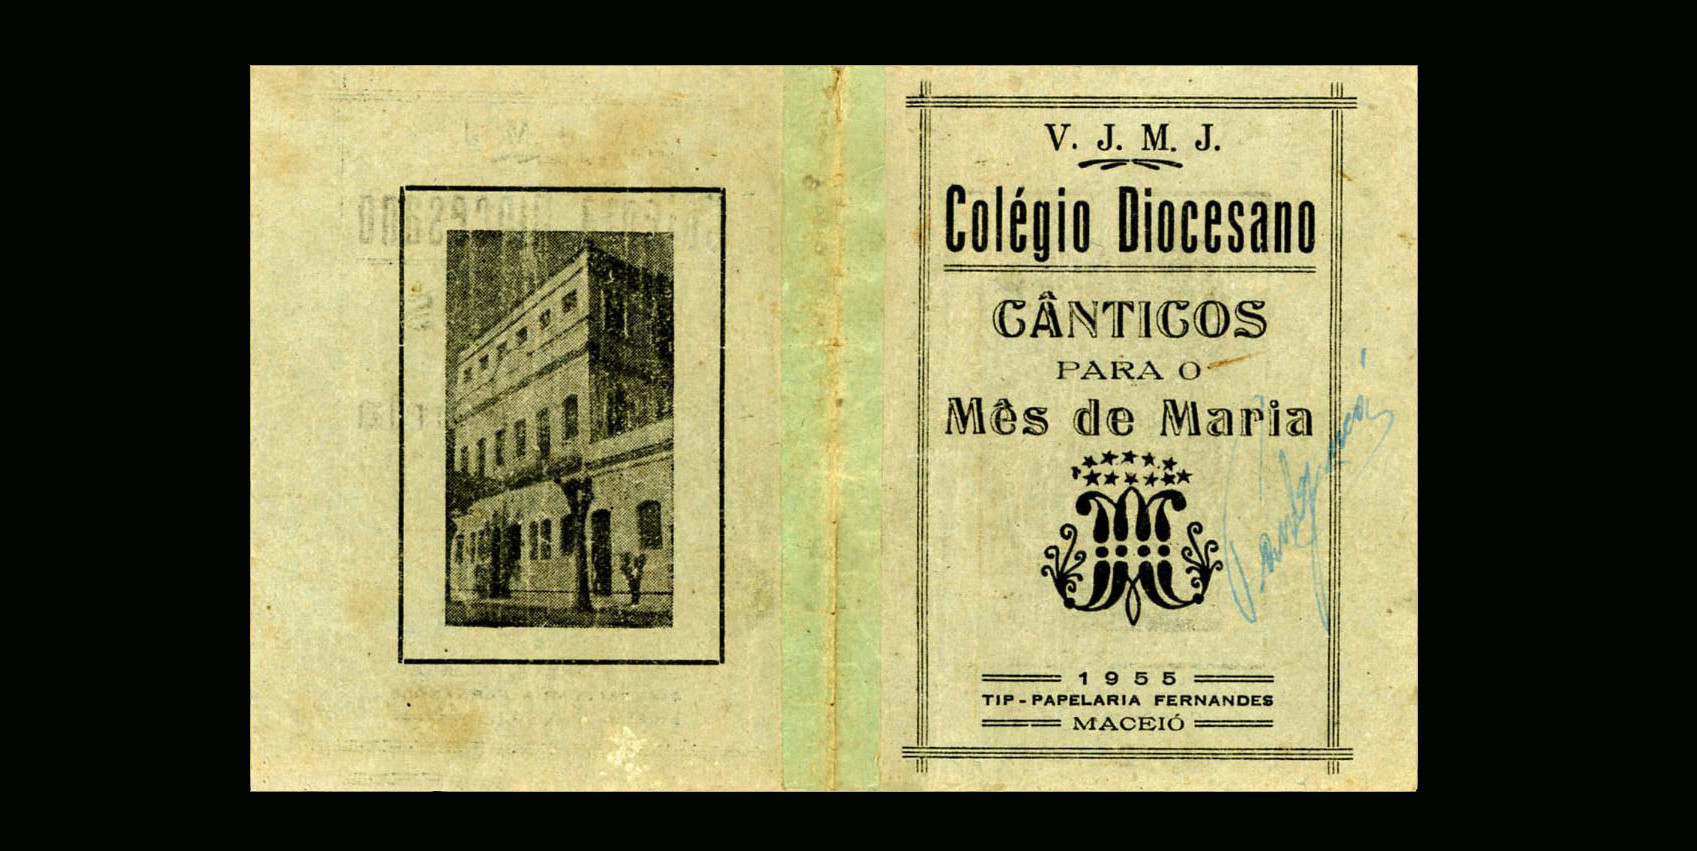 V. J. M. J.
Colégio Diocesano
CÂNTICOS
PARA O
Mês de Maria
1955
TIP-PAPELARIA FERNANDES
MACEIÓ